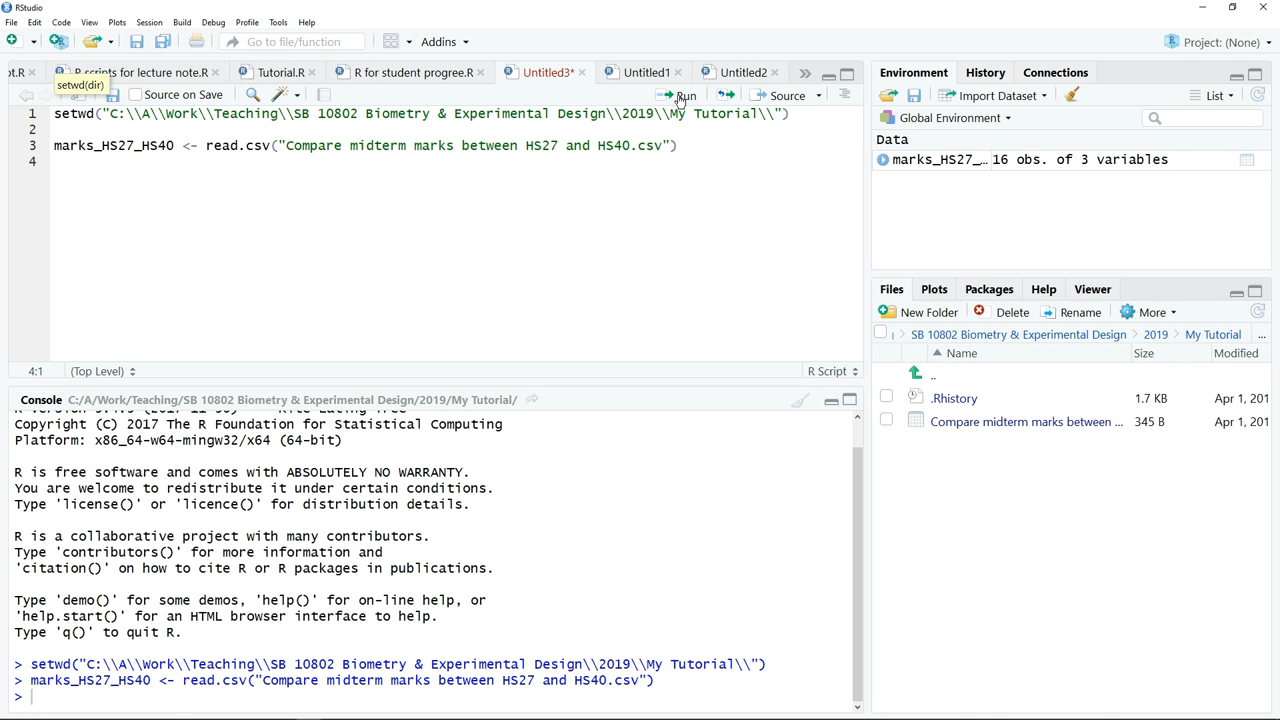 RStudio
File Edit Code View Plots Session Build Debug Profile Tools Help
Go to file/function Addins Project: (None)
ot.R R scripts for lecture note.R Tutorial.R R for student progree.R Untitled3* Untitled1 Untitled2
setwd(dir)
Source on Save Run Source
1 setwd("C:\\A\\Work\\Teaching\\SB 10802 Biometry & Experimental Design\\2019\\My Tutorial\\")
2
3 marks_HS27_HS40 <- read.csv("Compare midterm marks between HS27 and HS40.csv")
4
4:1 (Top Level) R Script
Console C:/A/Work/Teaching/SB 10802 Biometry & Experimental Design/2019/My Tutorial/
Copyright (C) 2017 The R Foundation for Statistical Computing
Platform: x86_64-w64-mingw32/x64 (64-bit)
R is free software and comes with ABSOLUTELY NO WARRANTY.
You are welcome to redistribute it under certain conditions.
Type 'license()' or 'licence()' for distribution details.
R is a collaborative project with many contributors.
Type 'contributors()' for more information and
'citation()' on how to cite R or R packages in publications.
Type 'demo()' for some demos, 'help()' for on-line help, or
'help.start()' for an HTML browser interface to help.
Type 'q()' to quit R.
> setwd("C:\\A\\Work\\Teaching\\SB 10802 Biometry & Experimental Design\\2019\\My Tutorial\\")
> marks_HS27_HS40 <- read.csv("Compare midterm marks between HS27 and HS40.csv")
>
Environment History Connections
Import Dataset List
Global Environment
Data
marks_HS27_… 16 obs. of 3 variables
Files Plots Packages Help Viewer
New Folder Delete Rename More
SB 10802 Biometry & Experimental Design 2019 My Tutorial ...
Name Size Modified
..
.Rhistory 1.7 KB Apr 1, 201
Compare midterm marks between ... 345 B Apr 1, 201